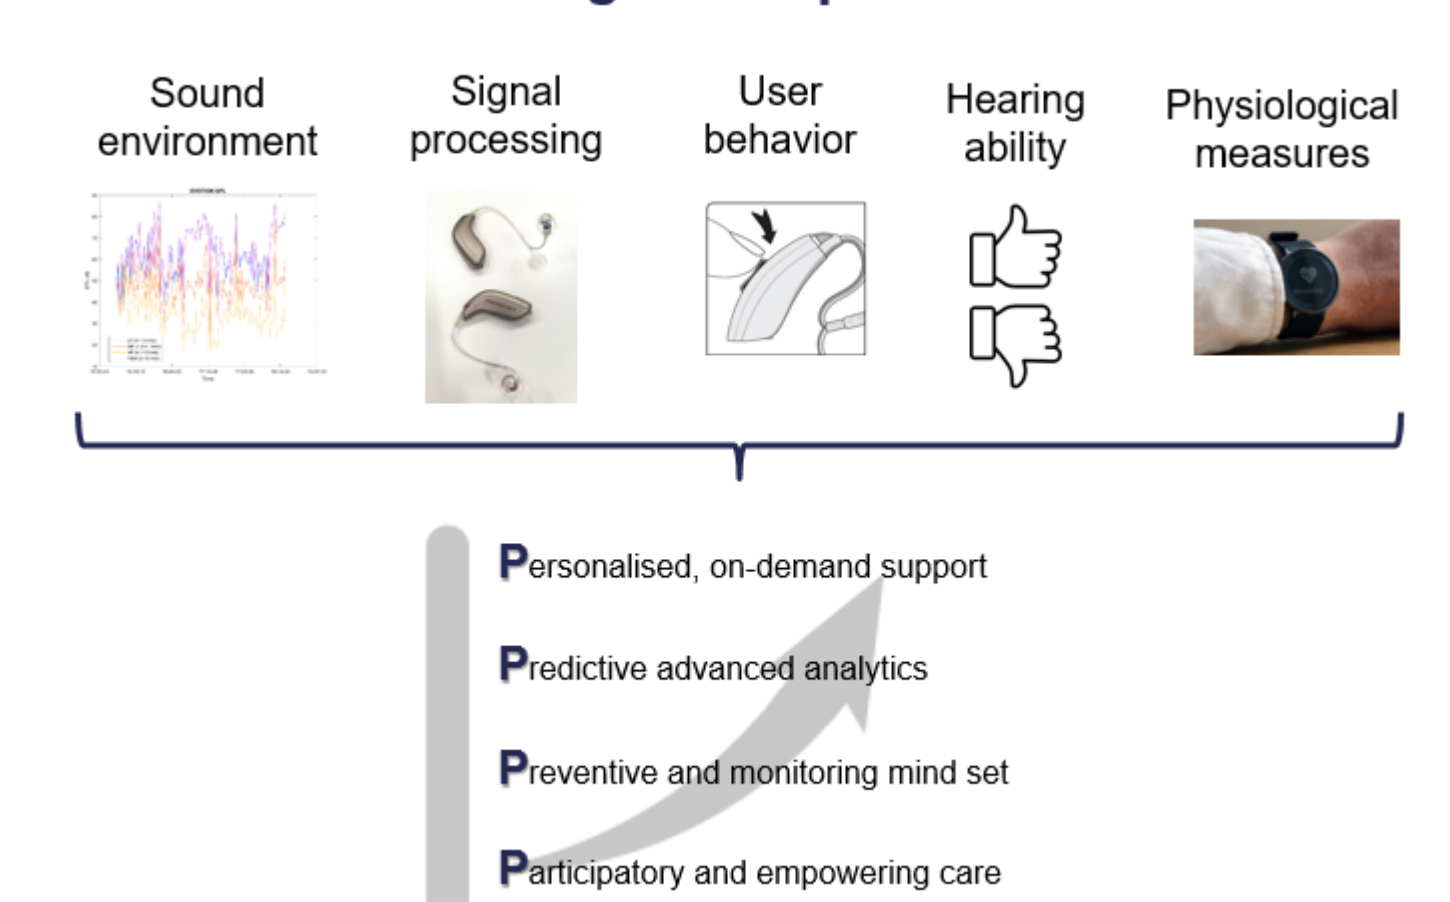 Sound
environment
Signal
processing
User
behavior
Hearing
ability
Physiological
measures
Time
Personalised, on-demand support
Predictive advanced analytics
Preventive and monitoring mind set
Participatory and empowering care